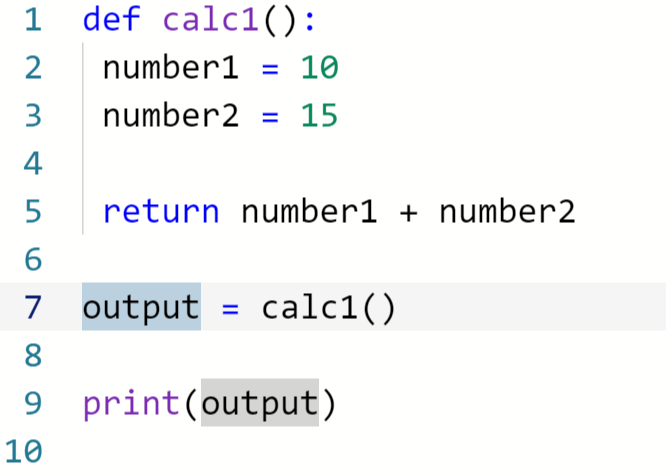 1 def calc1():
2  number1 = 10
3  number2 = 15
4
5  return number1 + number2
6
7 output = calc1()
8
9 print(output)
10